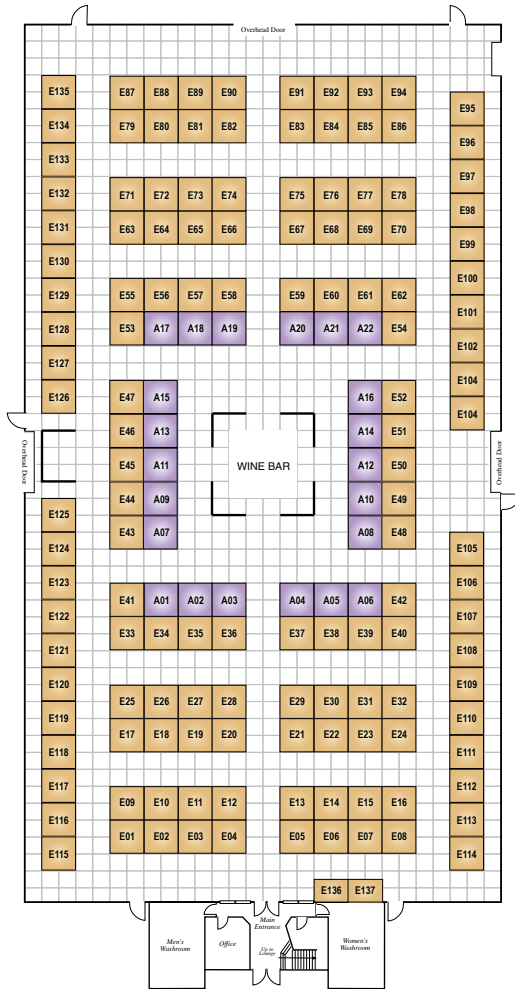 Overhead Door
E135 E87 E88 E89 E90 E91 E92 E93 E94
E95
E134 E79 E80 E81 E82 E83 E84 E85 E86
E96
E133
E97
E132 E71 E72 E73 E74 E75 E76 E77 E78
E98
E131 E63 E64 E65 E66 E67 E68 E69 E70
E99
E130
E100
E129 E55 E56 E57 E58 E59 E60 E61 E62
E101
E128 E53 A17 A18 A19 A20 A21 A22 E54
E102
E127
E104
E126 E47 A15 A16 E52
E104
E46 A13 A14 E51
Overhead Door
E45 A11 WINE BAR A12 E50
Overhead Door
E44 A09 A10 E49
E125
E43 A07 A08 E48
E124 E105
E123 E106
E41 A01 A02 A03 A04 A05 A06 E42
E122 E107
E33 E34 E35 E36 E37 E38 E39 E40
E121 E108
E120 E109
E25 E26 E27 E28 E29 E30 E31 E32
E119 E110
E17 E18 E19 E20 E21 E22 E23 E24
E118 E111
E117 E112
E09 E10 E11 E12 E13 E14 E15 E16
E116 E113
E01 E02 E03 E04 E05 E06 E07 E08
E115 E114
E136 E137
Main
Entrance
Men's
Washroom
Office
Up to
Lounge
Women's
Washroom